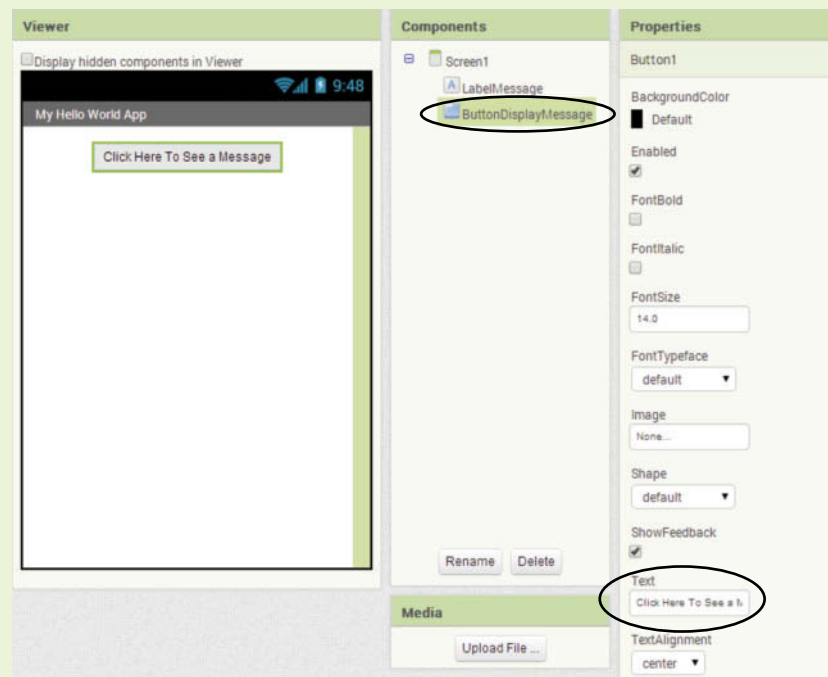 Viewer
Display hidden components in Viewer
9:48
My Hello World App
Click Here To See a Message
Components
Screen1
A LabelMessage
ButtonDisplayMessage
Rename Delete
Media
Upload File ...
Properties
Button1
BackgroundColor
Default
Enabled
FontBold
FontItalic
FontSize
14.0
FontTypeface
default
Image
None...
Shape
default
ShowFeedback
Text
Click Here To See a M
TextAlignment
center